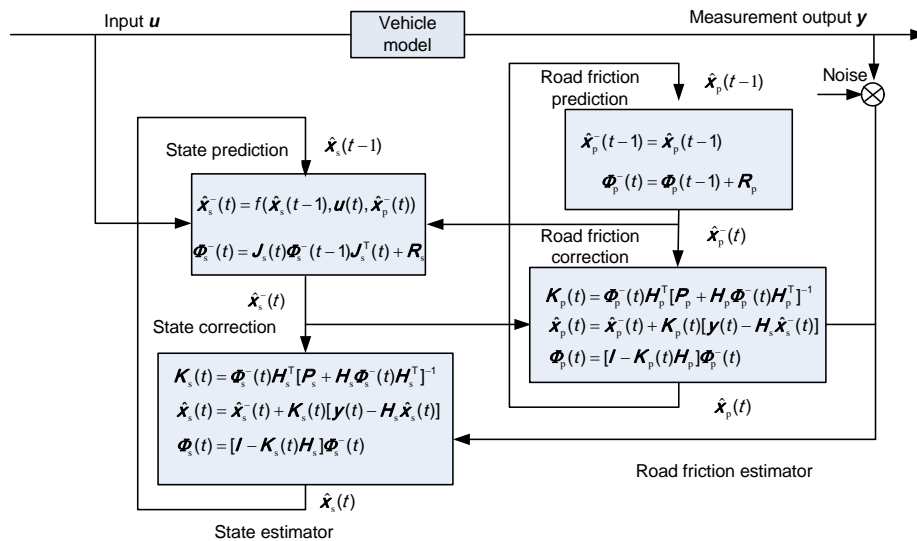 Input u
Vehicle
model
Measurement output y
Noise
Road friction
prediction
x̂ₚ(t−1)
x̂ₚ⁻(t−1) = x̂ₚ(t−1)
Φₚ⁻(t) = Φₚ(t−1) + Rₚ
State prediction
x̂ₛ(t−1)
x̂ₛ⁻(t) = f(x̂ₛ(t−1), u(t), x̂ₚ⁻(t))
Φₛ⁻(t) = Jₛ(t)Φₛ⁻(t−1)Jₛᵀ(t) + Rₛ
x̂ₚ⁻(t)
Road friction
correction
Kₚ(t) = Φₚ⁻(t)Hₚᵀ[Pₚ + HₚΦₚ⁻(t)Hₚᵀ]⁻¹
x̂ₚ(t) = x̂ₚ⁻(t) + Kₚ(t)[y(t) − Hₛx̂ₛ⁻(t)]
Φₚ(t) = [I − Kₚ(t)Hₚ]Φₚ⁻(t)
x̂ₚ(t)
x̂ₛ⁻(t)
State correction
Kₛ(t) = Φₛ⁻(t)Hₛᵀ[Pₛ + HₛΦₛ⁻(t)Hₛᵀ]⁻¹
x̂ₛ(t) = x̂ₛ⁻(t) + Kₛ(t)[y(t) − Hₛx̂ₛ(t)]
Φₛ(t) = [I − Kₛ(t)Hₛ]Φₛ⁻(t)
x̂ₛ(t)
Road friction estimator
State estimator